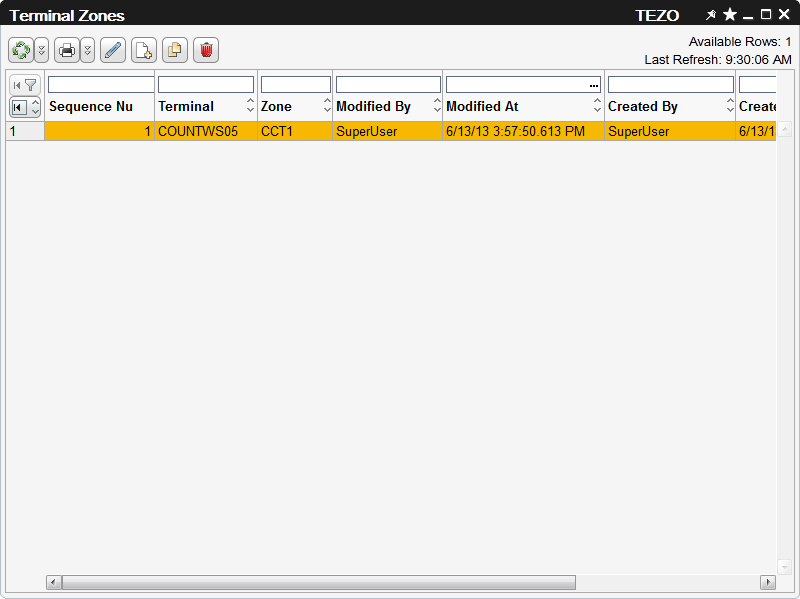 Terminal Zones TEZO
Available Rows: 1
Last Refresh: 9:30:06 AM
...
Sequence Nu Terminal Zone Modified By Modified At Created By Create
1 1 COUNTWS05 CCT1 SuperUser 6/13/13 3:57:50.613 PM SuperUser 6/13/1